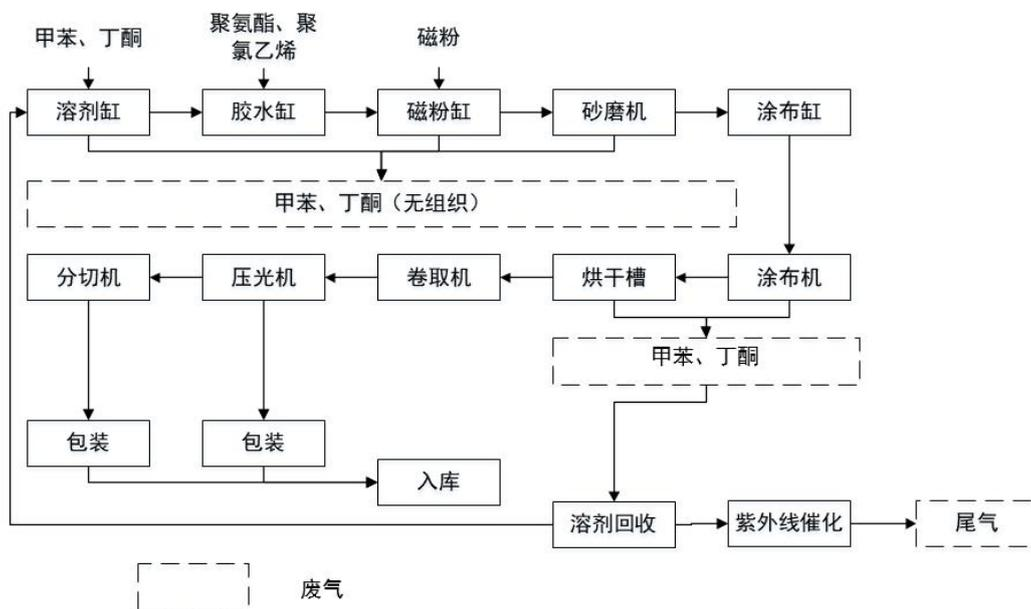 甲苯、丁酮
聚氨酯、聚
氯乙烯
磁粉
溶剂缸
胶水缸
磁粉缸
砂磨机
涂布缸
甲苯、丁酮（无组织）
分切机
压光机
卷取机
烘干槽
涂布机
甲苯、丁酮
包装
包装
入库
溶剂回收
紫外线催化
尾气
废气